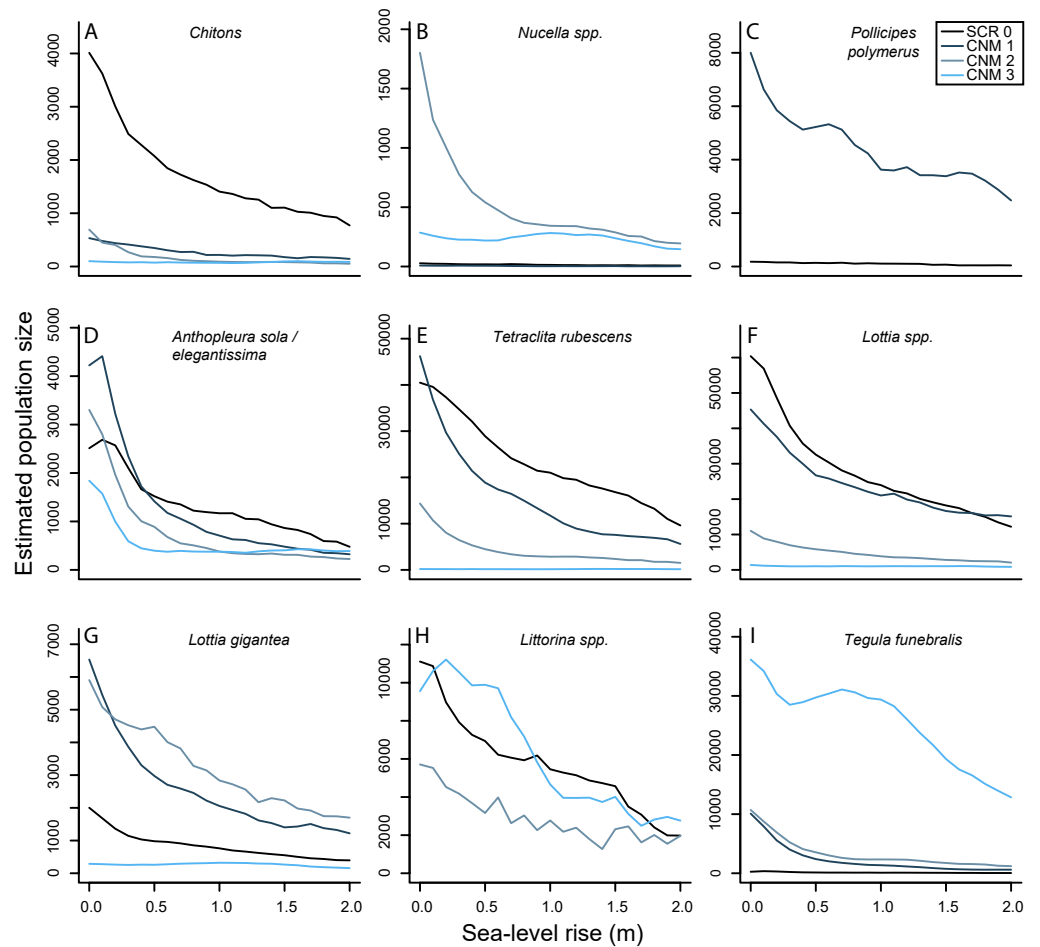 A
Chitons
4000
3000
2000
1000
0
B
Nucella spp.
2000
1500
1000
500
0
C
Pollicipes
polymerus
SCR 0
CNM 1
CNM 2
CNM 3
8000
6000
4000
2000
0
Estimated population size
D
Anthopleura sola /
elegantissima
5000
4000
3000
2000
1000
0
E
Tetraclita rubescens
50000
30000
10000
0
F
Lottia spp.
50000
30000
10000
0
G
Lottia gigantea
7000
5000
3000
2000
1000
0
0.0 0.5 1.0 1.5 2.0
H
Littorina spp.
10000
6000
2000
0
0.0 0.5 1.0 1.5 2.0
I
Tegula funebralis
40000
30000
20000
10000
0
0.0 0.5 1.0 1.5 2.0
Sea-level rise (m)